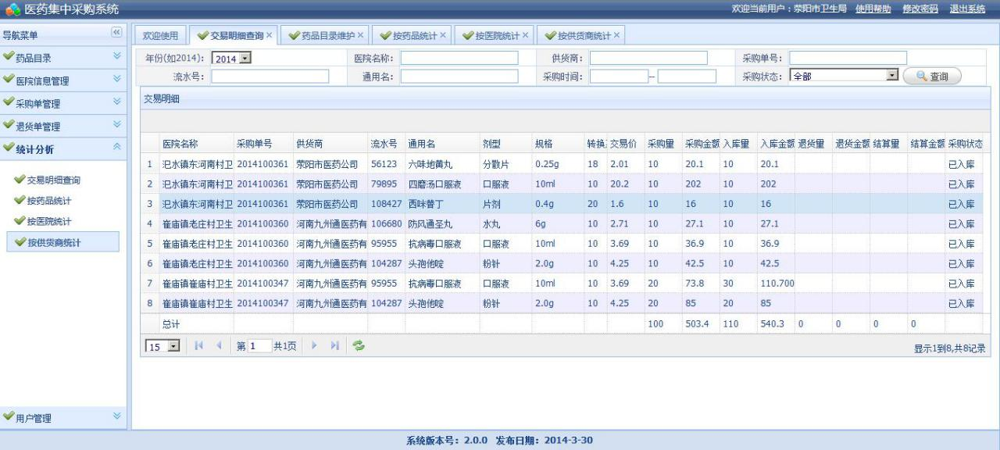 医药集中采购系统
欢迎当前用户：荥阳市卫生局 使用帮助 修改密码 退出系统
导航菜单
药品目录
医院信息管理
采购单管理
退货单管理
统计分析
交易明细查询
按药品统计
按医院统计
按供货商统计
用户管理
欢迎使用 交易明细查询 药品目录维护 按药品统计 按医院统计 按供货商统计
年份(如2014): 2014 医院名称: 供货商: 采购单号:
流水号: 通用名: 采购时间: -- 采购状态: 全部 查询
交易明细
医院名称 采购单号 供货商 流水号 通用名 剂型 规格 转换 交易价 采购量 采购金额 入库量 入库金额 退货量 退货金额 结算量 结算金额 采购状态
1 汜水镇东河南村卫 2014100361 荥阳市医药公司 56123 六味地黄丸 分散片 0.25g 18 2.01 10 20.1 10 20.1 已入库
2 汜水镇东河南村卫 2014100361 荥阳市医药公司 79895 四磨汤口服液 口服液 10ml 10 20.2 10 202 10 202 已入库
3 汜水镇东河南村卫 2014100361 荥阳市医药公司 108427 西咪替丁 片剂 0.4g 20 1.6 10 16 10 16 已入库
4 崔庙镇老庄村卫生 2014100360 河南九州通医药有 106680 防风通圣丸 水丸 6g 10 2.71 10 27.1 10 27.1 已入库
5 崔庙镇老庄村卫生 2014100360 河南九州通医药有 95955 抗病毒口服液 口服液 10ml 10 3.69 10 36.9 10 36.9 已入库
6 崔庙镇老庄村卫生 2014100360 河南九州通医药有 104287 头孢他啶 粉针 2.0g 10 4.25 10 42.5 10 42.5 已入库
7 崔庙镇崔庙村卫生 2014100347 河南九州通医药有 95955 抗病毒口服液 口服液 10ml 10 3.69 20 73.8 30 110.700 已入库
8 崔庙镇崔庙村卫生 2014100347 河南九州通医药有 104287 头孢他啶 粉针 2.0g 10 4.25 20 85 20 85 已入库
总计 100 503.4 110 540.3 0 0 0 0
15 第 1 共1页 显示1到8,共8记录
系统版本号：2.0.0 发布日期：2014-3-30